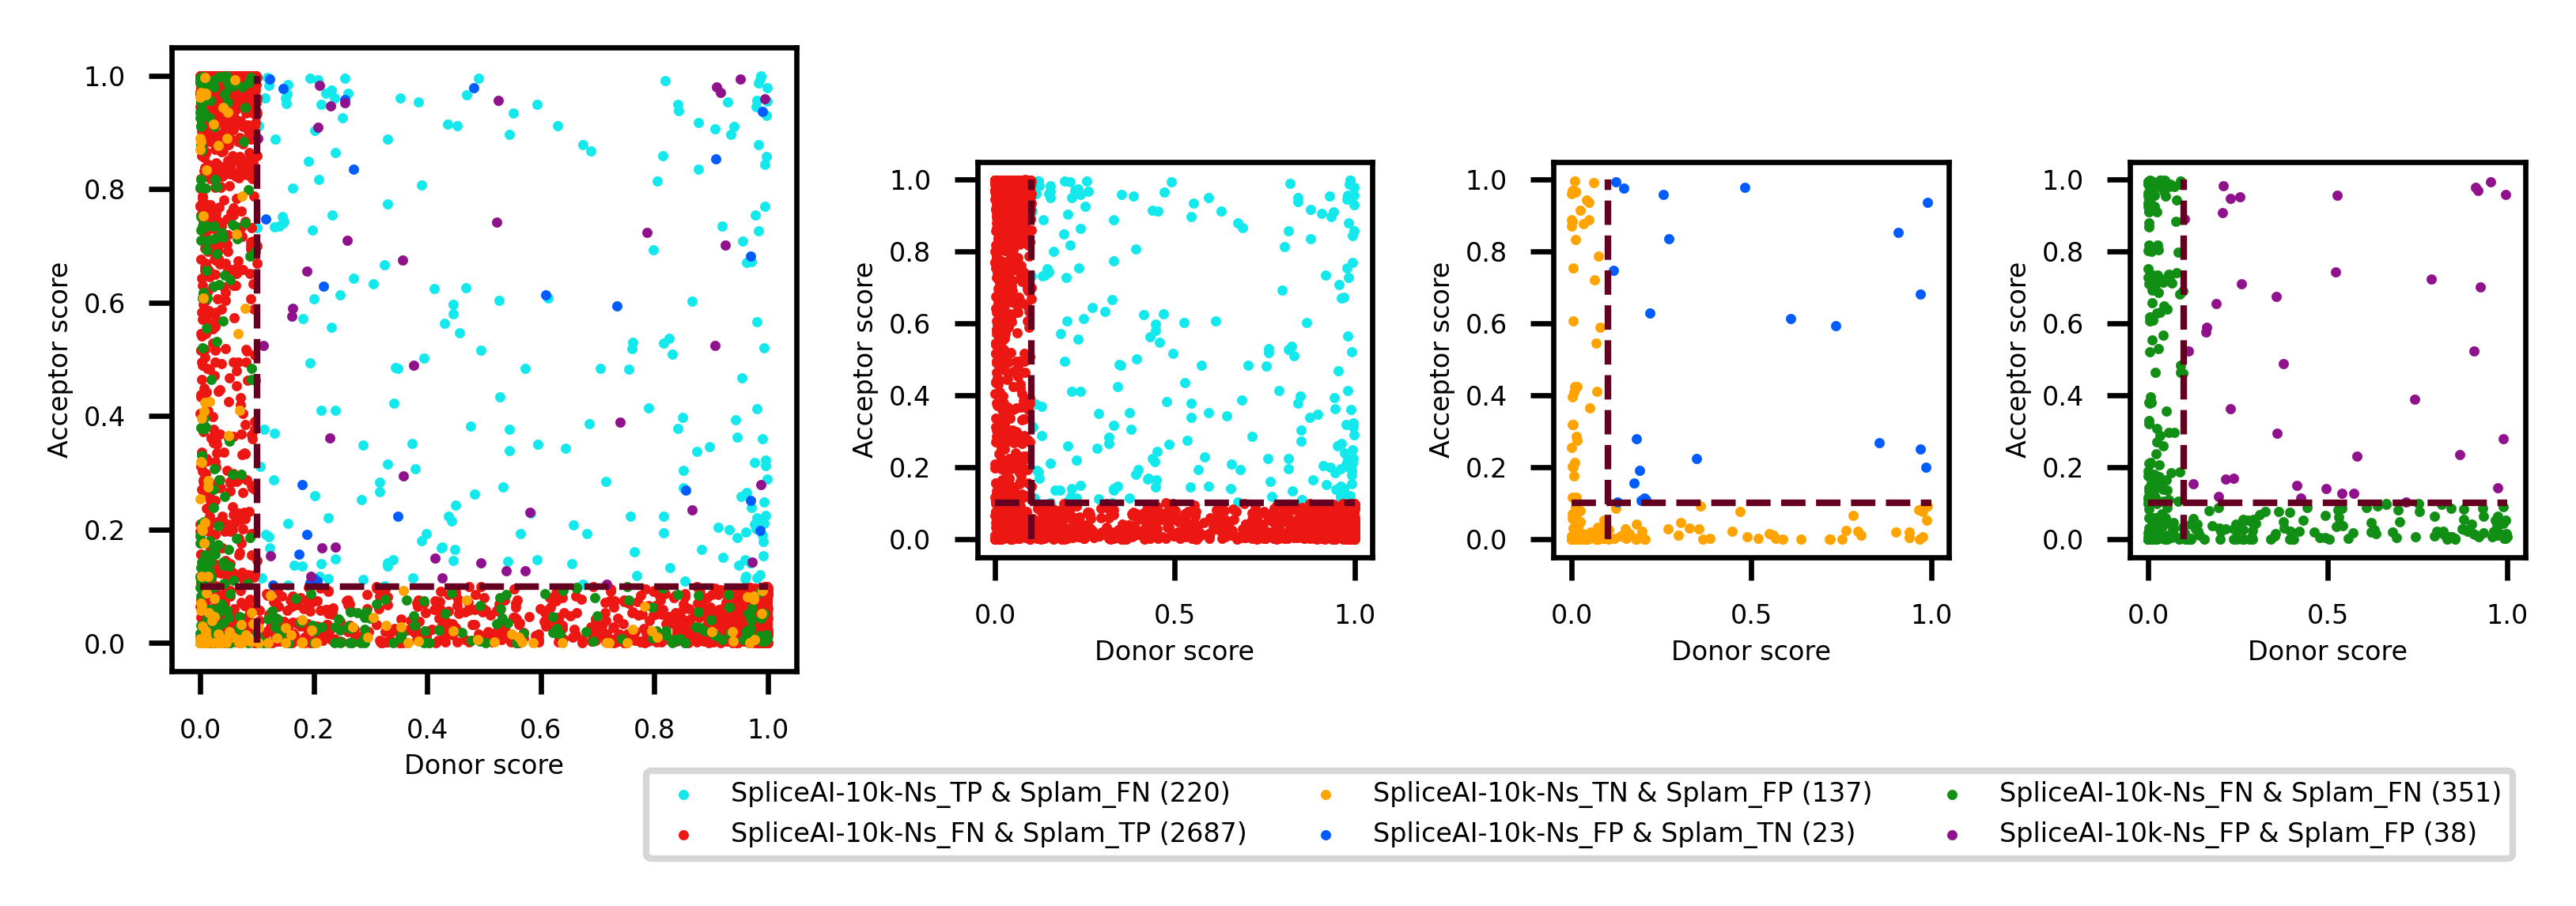 1.0
0.8
0.6
0.4
0.2
0.0
Acceptor score
0.0 0.2 0.4 0.6 0.8 1.0
Donor score
1.0
0.8
0.6
0.4
0.2
0.0
Acceptor score
0.0 0.5 1.0
Donor score
1.0
0.8
0.6
0.4
0.2
0.0
Acceptor score
0.0 0.5 1.0
Donor score
1.0
0.8
0.6
0.4
0.2
0.0
Acceptor score
0.0 0.5 1.0
Donor score
SpliceAI-10k-Ns_TP & Splam_FN (220)
SpliceAI-10k-Ns_FN & Splam_TP (2687)
SpliceAI-10k-Ns_TN & Splam_FP (137)
SpliceAI-10k-Ns_FP & Splam_TN (23)
SpliceAI-10k-Ns_FN & Splam_FN (351)
SpliceAI-10k-Ns_FP & Splam_FP (38)